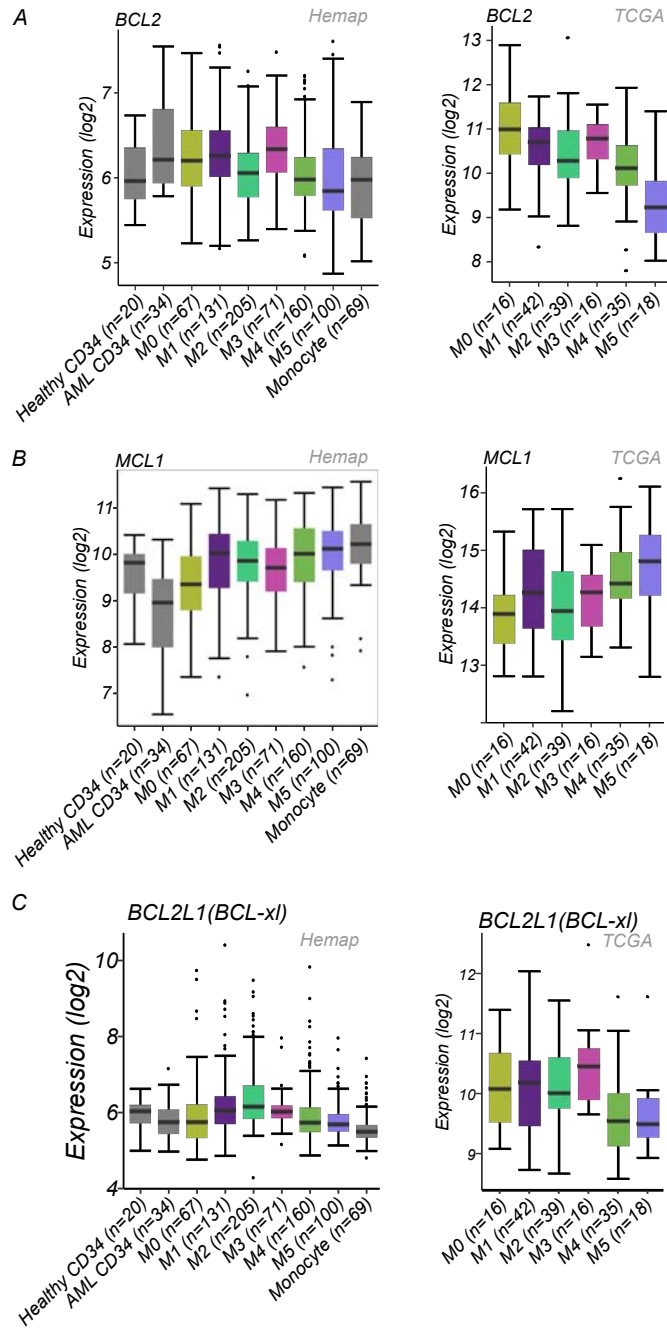 A
BCL2
Hemap
Expression (log2)
7
6
5
Healthy CD34 (n=20)
AML CD34 (n=34)
M0 (n=67)
M1 (n=131)
M2 (n=205)
M3 (n=71)
M4 (n=160)
M5 (n=100)
Monocyte (n=69)
BCL2
TCGA
Expression (log2)
13
12
11
10
9
8
M0 (n=16)
M1 (n=42)
M2 (n=39)
M3 (n=16)
M4 (n=35)
M5 (n=18)
B
MCL1
Hemap
Expression (log2)
11
10
9
7
Healthy CD34 (n=20)
AML CD34 (n=34)
M0 (n=67)
M1 (n=131)
M2 (n=205)
M3 (n=71)
M4 (n=160)
M5 (n=100)
Monocyte (n=69)
MCL1
TCGA
Expression (log2)
16
15
14
13
M0 (n=16)
M1 (n=42)
M2 (n=39)
M3 (n=16)
M4 (n=35)
M5 (n=18)
C
BCL2L1(BCL-xl)
Hemap
Expression (log2)
10
8
6
4
Healthy CD34 (n=20)
AML CD34 (n=34)
M0 (n=67)
M1 (n=131)
M2 (n=205)
M3 (n=71)
M4 (n=160)
M5 (n=100)
Monocyte (n=69)
BCL2L1(BCL-xl)
TCGA
Expression (log2)
12
11
10
9
M0 (n=16)
M1 (n=42)
M2 (n=39)
M3 (n=16)
M4 (n=35)
M5 (n=18)